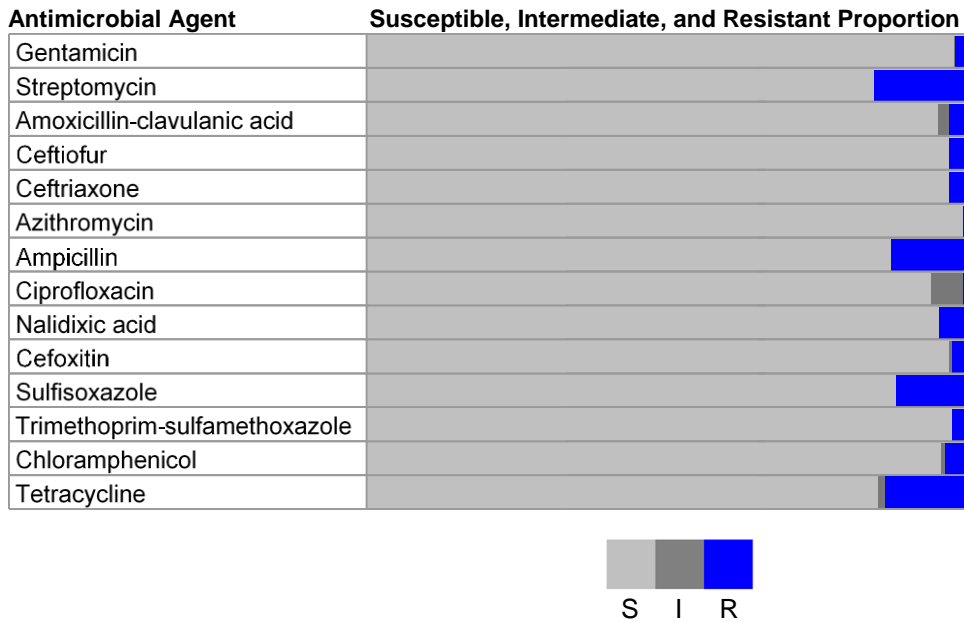 Antimicrobial Agent Susceptible, Intermediate, and Resistant Proportion
Gentamicin
Streptomycin
Amoxicillin-clavulanic acid
Ceftiofur
Ceftriaxone
Azithromycin
Ampicillin
Ciprofloxacin
Nalidixic acid
Cefoxitin
Sulfisoxazole
Trimethoprim-sulfamethoxazole
Chloramphenicol
Tetracycline
S I R